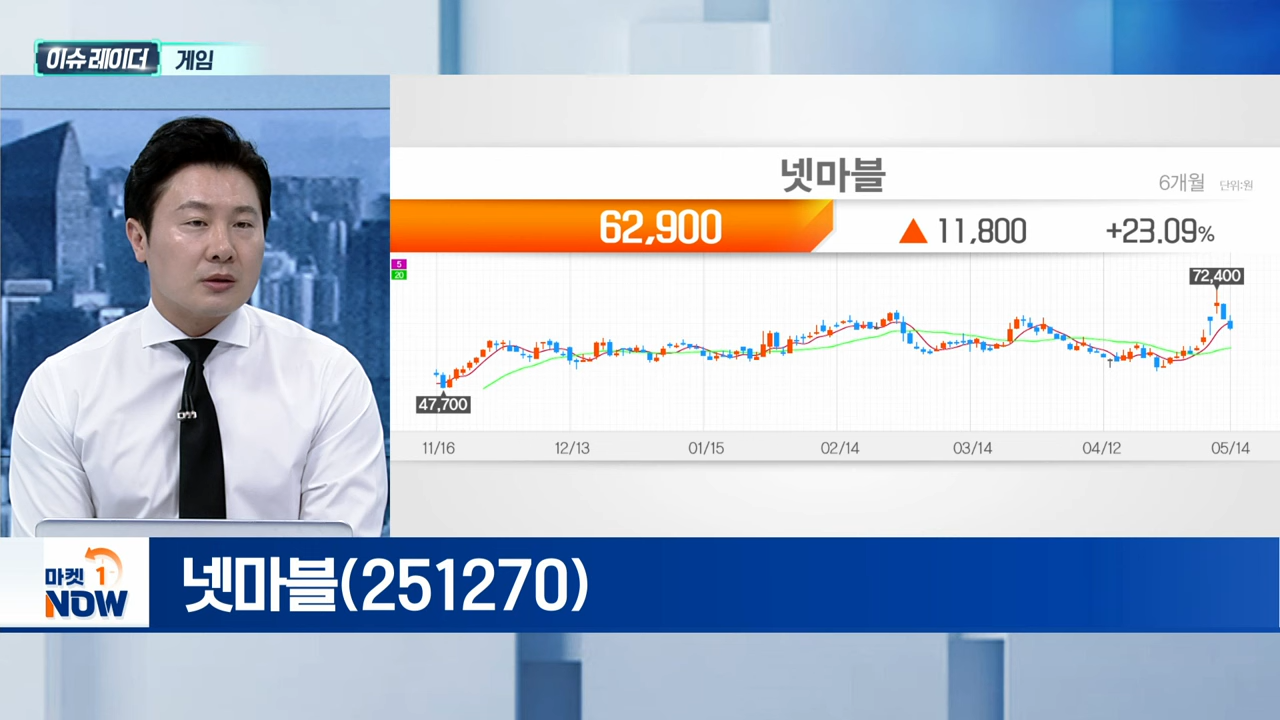 이슈 레이더 게임
넷마블
6개월 단위:원
62,900 ▲ 11,800 +23.09%
5
20
72,400
47,700
11/16 12/13 01/15 02/14 03/14 04/12 05/14
마켓 1
NOW
넷마블(251270)